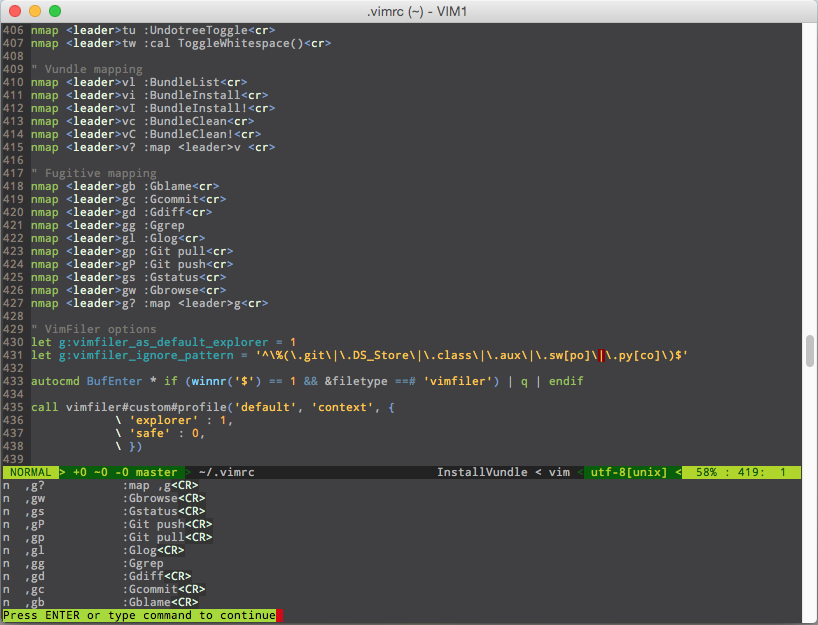 .vimrc (~) - VIM1
406 nmap <leader>tu :UndotreeToggle<cr>
407 nmap <leader>tw :cal ToggleWhitespace()<cr>
408
409 " Vundle mapping
410 nmap <leader>vl :BundleList<cr>
411 nmap <leader>vi :BundleInstall<cr>
412 nmap <leader>vI :BundleInstall!<cr>
413 nmap <leader>vc :BundleClean<cr>
414 nmap <leader>vC :BundleClean!<cr>
415 nmap <leader>v? :map <leader>v <cr>
416
417 " Fugitive mapping
418 nmap <leader>gb :Gblame<cr>
419 nmap <leader>gc :Gcommit<cr>
420 nmap <leader>gd :Gdiff<cr>
421 nmap <leader>gg :Ggrep
422 nmap <leader>gl :Glog<cr>
423 nmap <leader>gp :Git pull<cr>
424 nmap <leader>gP :Git push<cr>
425 nmap <leader>gs :Gstatus<cr>
426 nmap <leader>gw :Gbrowse<cr>
427 nmap <leader>g? :map <leader>g<cr>
428
429 " VimFiler options
430 let g:vimfiler_as_default_explorer = 1
431 let g:vimfiler_ignore_pattern = '^\%(\.git\|\.DS_Store\|\.class\|\.aux\|\.sw[po]\|\.py[co]\)$'
432
433 autocmd BufEnter * if (winnr('$') == 1 && &filetype ==# 'vimfiler') | q | endif
434
435 call vimfiler#custom#profile('default', 'context', {
436 \ 'explorer' : 1,
437 \ 'safe' : 0,
438 \ })
439
NORMAL > +0 ~0 -0 master > ~/.vimrc InstallVundle < vim < utf-8[unix] < 58% : 419: 1
n ,g? :map ,g<CR>
n ,gw :Gbrowse<CR>
n ,gs :Gstatus<CR>
n ,gP :Git push<CR>
n ,gp :Git pull<CR>
n ,gl :Glog<CR>
n ,gg :Ggrep
n ,gd :Gdiff<CR>
n ,gc :Gcommit<CR>
n ,gb :Gblame<CR>
Press ENTER or type command to continue